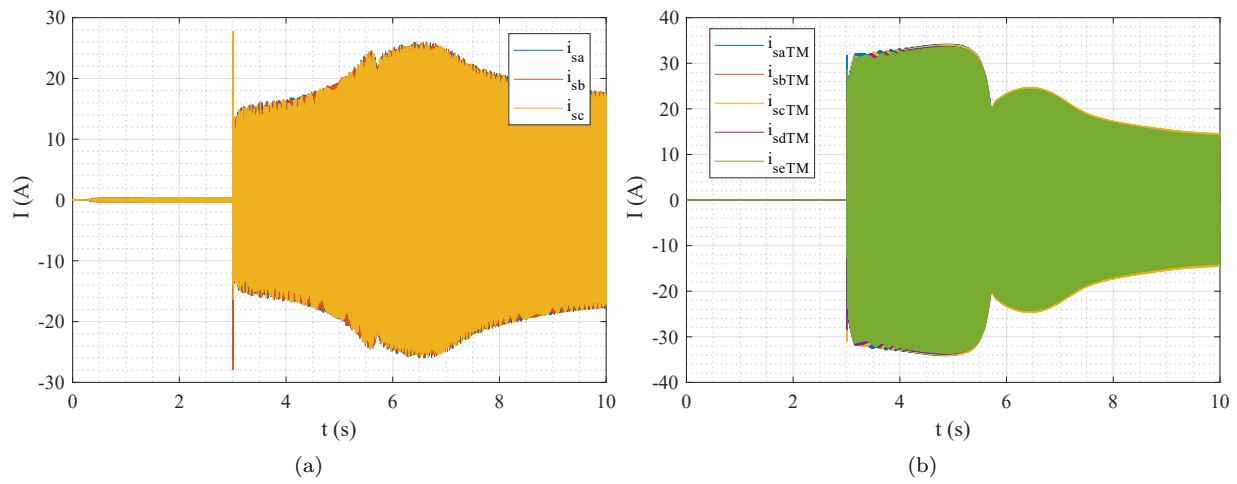 30
20
10
0
-10
-20
-30
I (A)
0 2 4 6 8 10
t (s)
i_sa
i_sb
i_sc
(a)
40
30
20
10
0
-10
-20
-30
-40
I (A)
0 2 4 6 8 10
t (s)
i_saTM
i_sbTM
i_scTM
i_sdTM
i_seTM
(b)